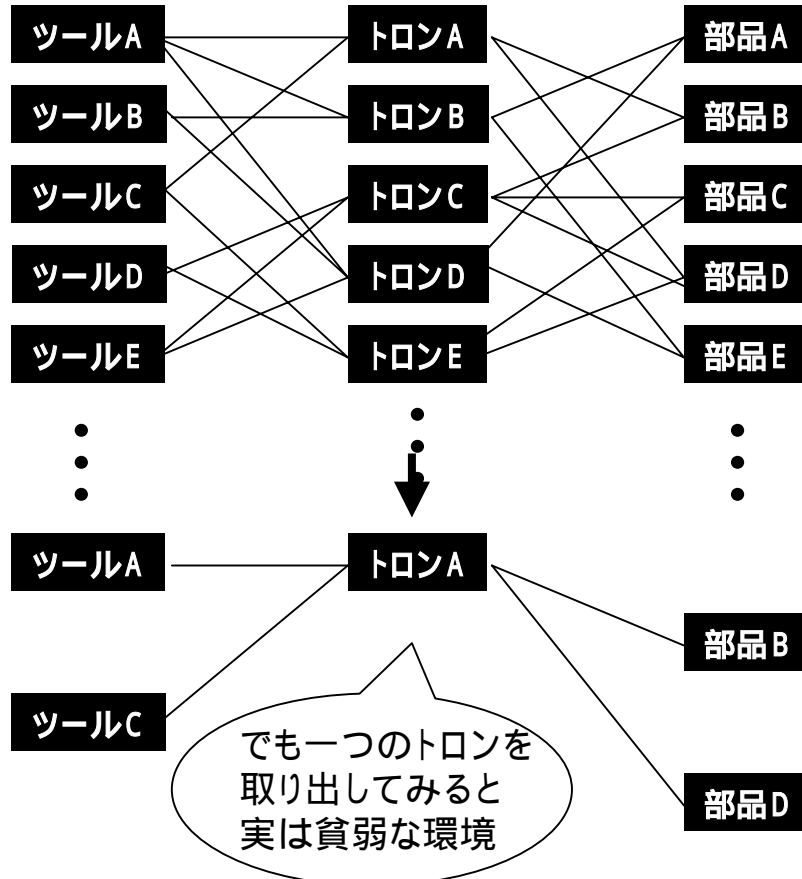 ツールA トロンA 部品A
ツールB トロンB 部品B
ツールC トロンC 部品C
ツールD トロンD 部品D
ツールE トロンE 部品E
ツールA トロンA
部品B
ツールC
でも一つのトロンを
取り出してみると
実は貧弱な環境
部品D